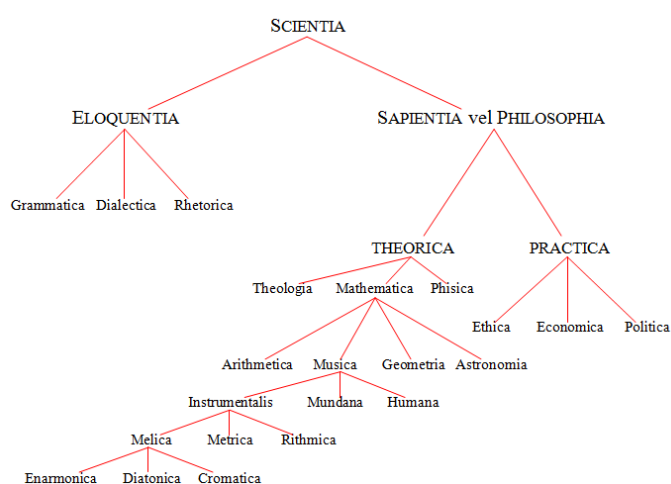 SCIENTIA
ELOQUENTIA SAPIENTIA vel PHILOSOPHIA
Grammatica Dialectica Rhetorica
THEORICA PRACTICA
Theologia Mathematica Phisica
Ethica Economica Politica
Arithmetica Musica Geometria Astronomia
Instrumentalis Mundana Humana
Melica Metrica Rithmica
Enarmonica Diatonica Cromatica